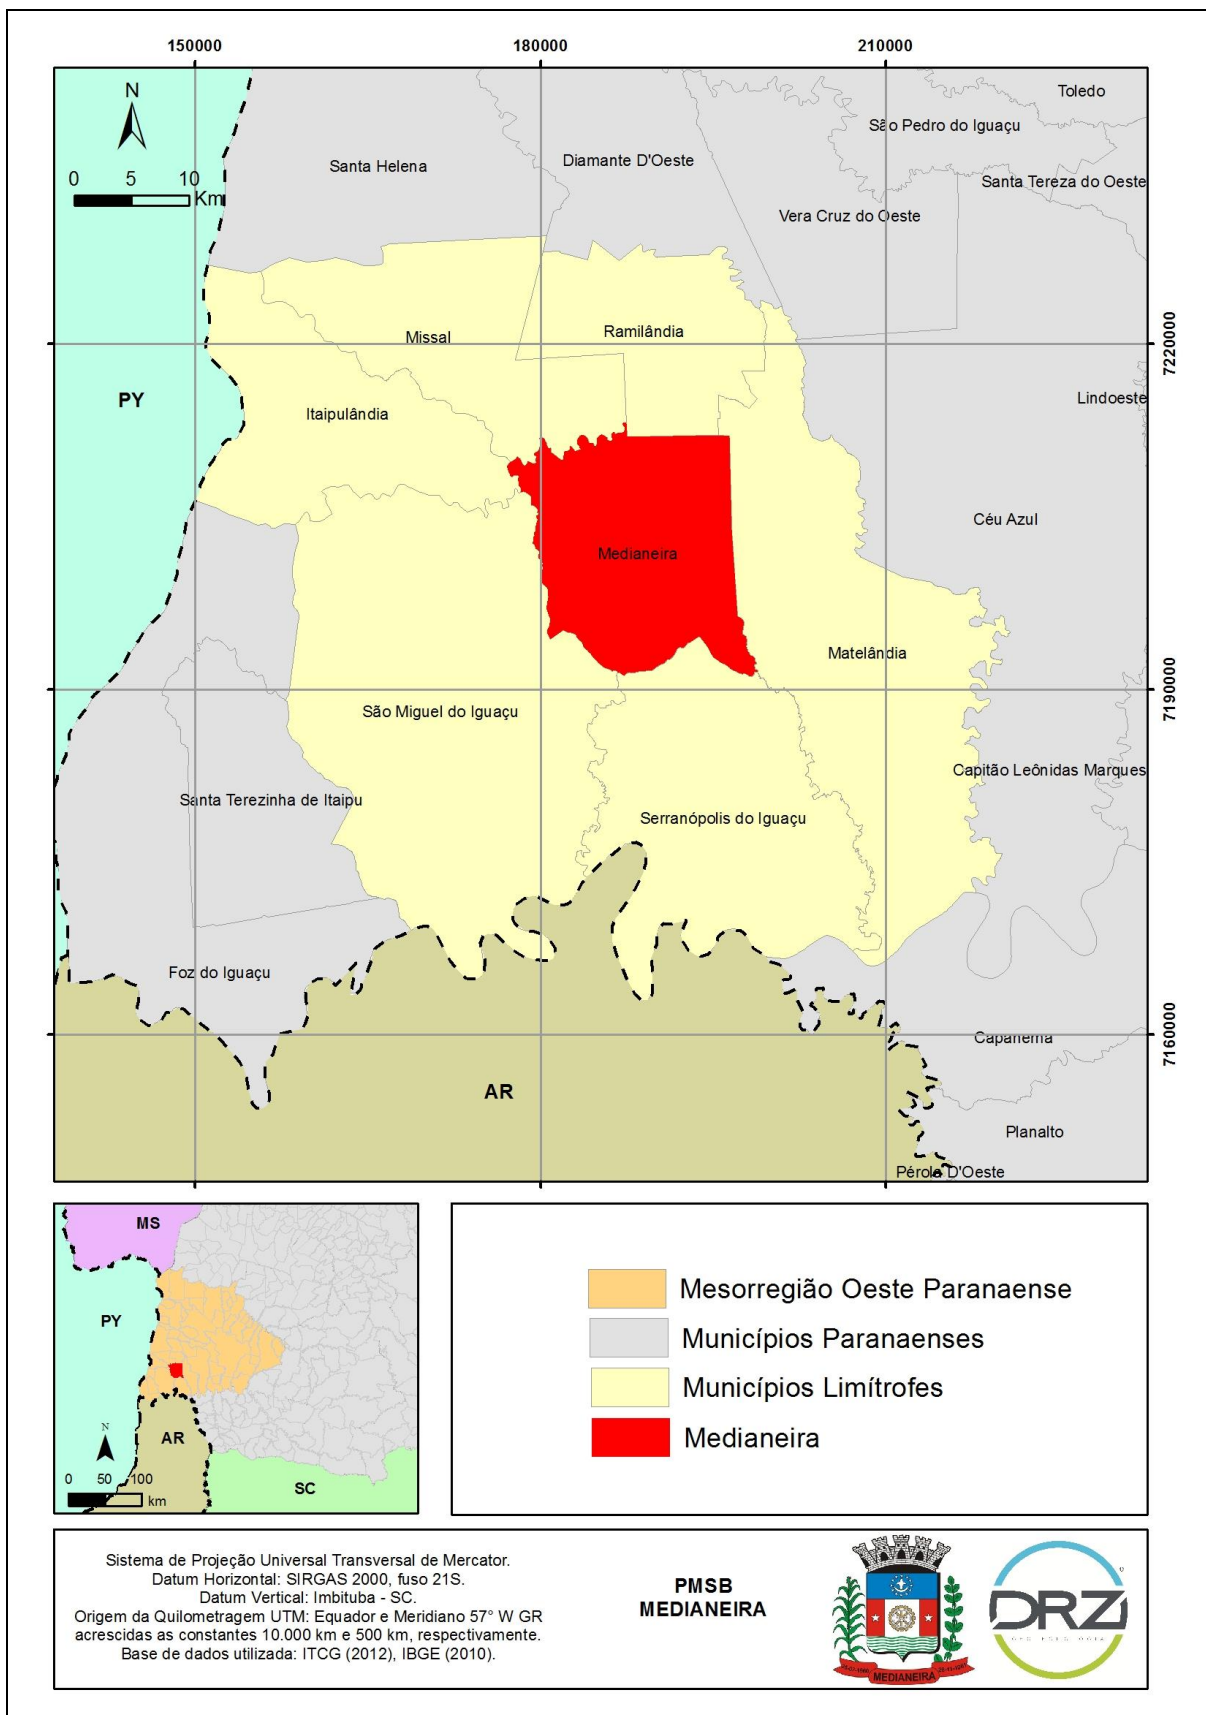 150000
180000
210000
N
0 5 10
Km
Toledo
São Pedro do Iguaçu
Diamante D'Oeste
Santa Helena
Santa Tereza do Oeste
Vera Cruz do Oeste
Missal
Ramilândia
7220000
PY
Lindoeste
Itaipulândia
Céu Azul
Medianeira
Matelândia
7190000
São Miguel do Iguaçu
Capitão Leônidas Marques
Santa Terezinha de Itaipu
Serranópolis do Iguaçu
Foz do Iguaçu
7160000
Capanema
AR
Planalto
Pérola D'Oeste
MS
PY
AR
SC
N
0 50 100
km
Mesorregião Oeste Paranaense
Municípios Paranaenses
Municípios Limítrofes
Medianeira
Sistema de Projeção Universal Transversal de Mercator.
Datum Horizontal: SIRGAS 2000, fuso 21S.
Datum Vertical: Imbituba - SC.
Origem da Quilometragem UTM: Equador e Meridiano 57° W GR
acrescidas as constantes 10.000 km e 500 km, respectivamente.
Base de dados utilizada: ITCG (2012), IBGE (2010).
PMSB
MEDIANEIRA
MEDIANEIRA
DRZ